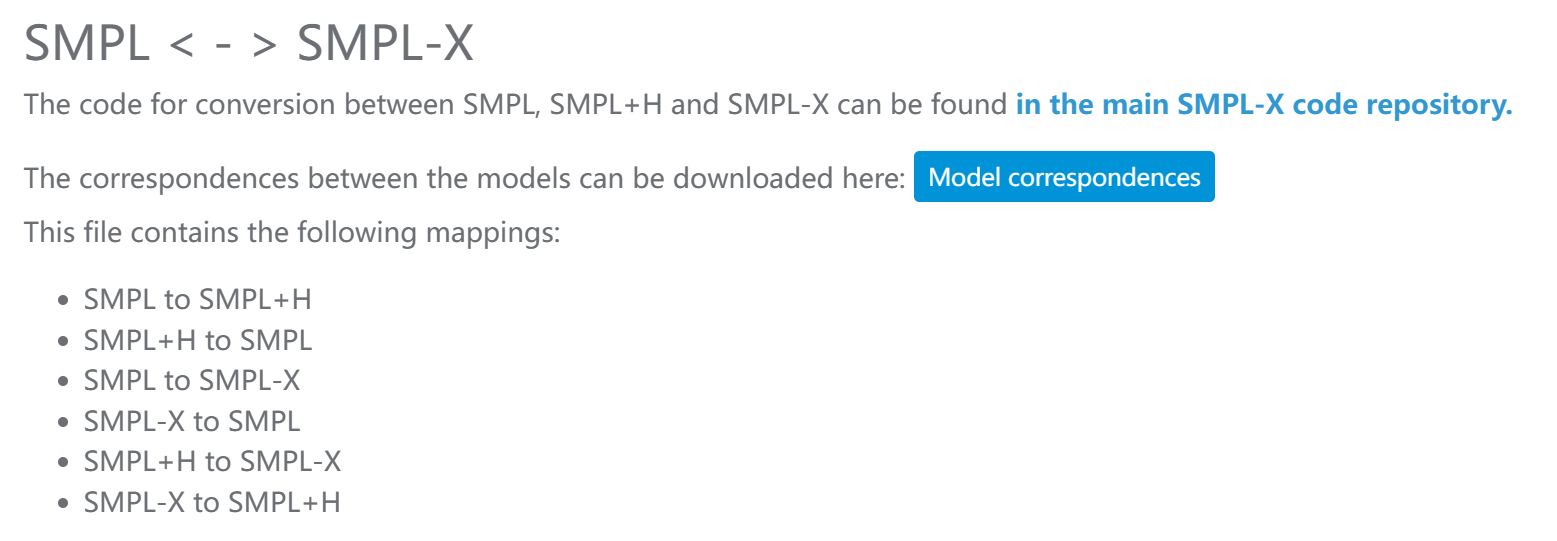 SMPL < - > SMPL-X
The code for conversion between SMPL, SMPL+H and SMPL-X can be found in the main SMPL-X code repository.
The correspondences between the models can be downloaded here: Model correspondences
This file contains the following mappings:
• SMPL to SMPL+H
• SMPL+H to SMPL
• SMPL to SMPL-X
• SMPL-X to SMPL
• SMPL+H to SMPL-X
• SMPL-X to SMPL+H